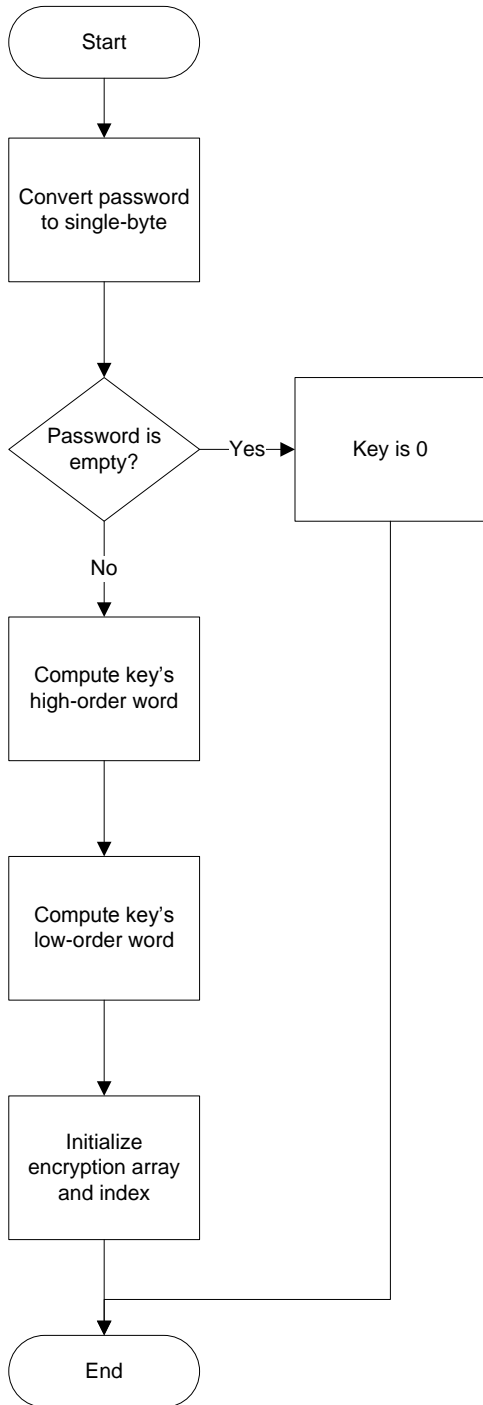 Start
Convert password
to single-byte
Password is
empty?
Yes
Key is 0
No
Compute key’s
high-order word
Compute key’s
low-order word
Initialize
encryption array
and index
End